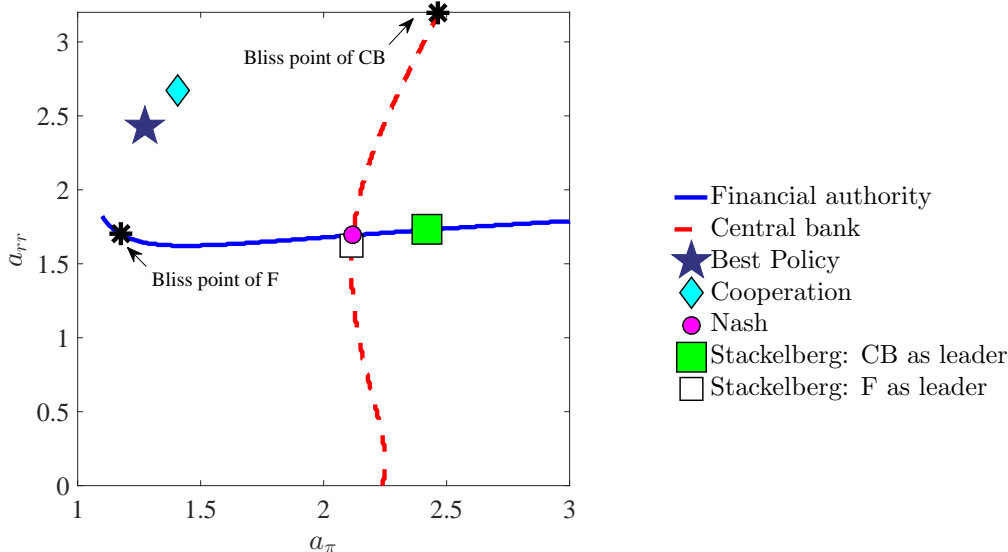 3
2.5
2
1.5
1
0.5
0
a_{rr}
Bliss point of CB
Bliss point of F
1
1.5
2
2.5
3
a_π
Financial authority
Central bank
Best Policy
Cooperation
Nash
Stackelberg: CB as leader
Stackelberg: F as leader